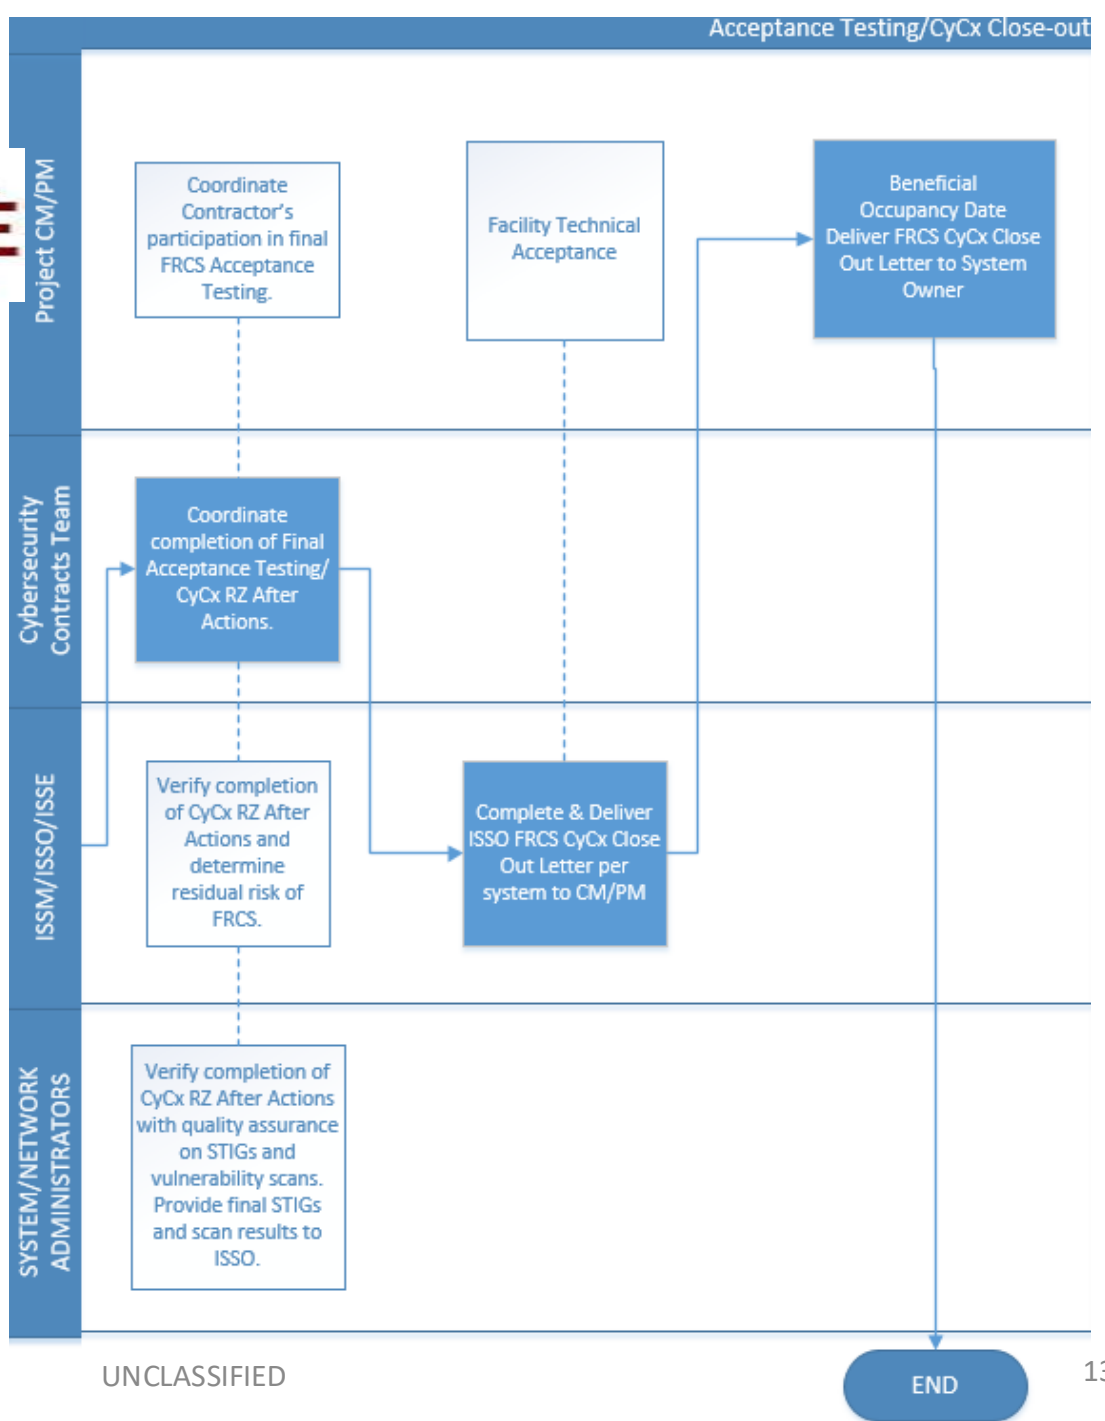 Acceptance Testing/CyCx Close-out
Project CM/PM
Coordinate
Contractor's
participation in final
FRCS Acceptance
Testing.
Facility Technical
Acceptance
Beneficial
Occupancy Date
Deliver FRCS CyCx Close
Out Letter to System
Owner
Cybersecurity
Contracts Team
Coordinate
completion of Final
Acceptance Testing/
CyCx RZ After
Actions.
ISSM/ISSO/ISSE
Verify completion
of CyCx RZ After
Actions and
determine
residual risk of
FRCS.
Complete & Deliver
ISSO FRCS CyCx Close
Out Letter per
system to CM/PM
SYSTEM/NETWORK
ADMINISTRATORS
Verify completion of
CyCx RZ After Actions
with quality assurance
on STIGs and
vulnerability scans.
Provide final STIGs
and scan results to
ISSO.
UNCLASSIFIED
END